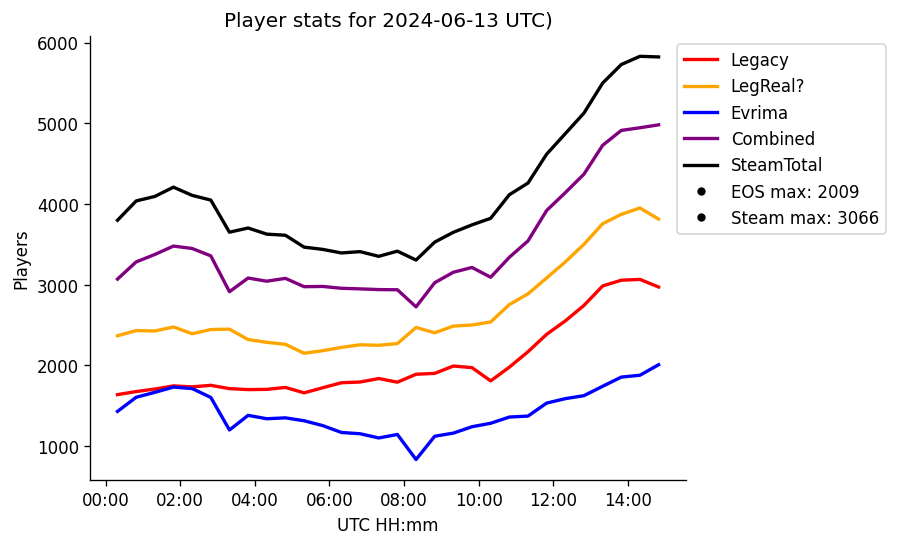 Player stats for 2024-06-13 UTC)
Players
6000
5000
4000
3000
2000
1000
00:00 02:00 04:00 06:00 08:00 10:00 12:00 14:00
UTC HH:mm
Legacy
LegReal?
Evrima
Combined
SteamTotal
EOS max: 2009
Steam max: 3066